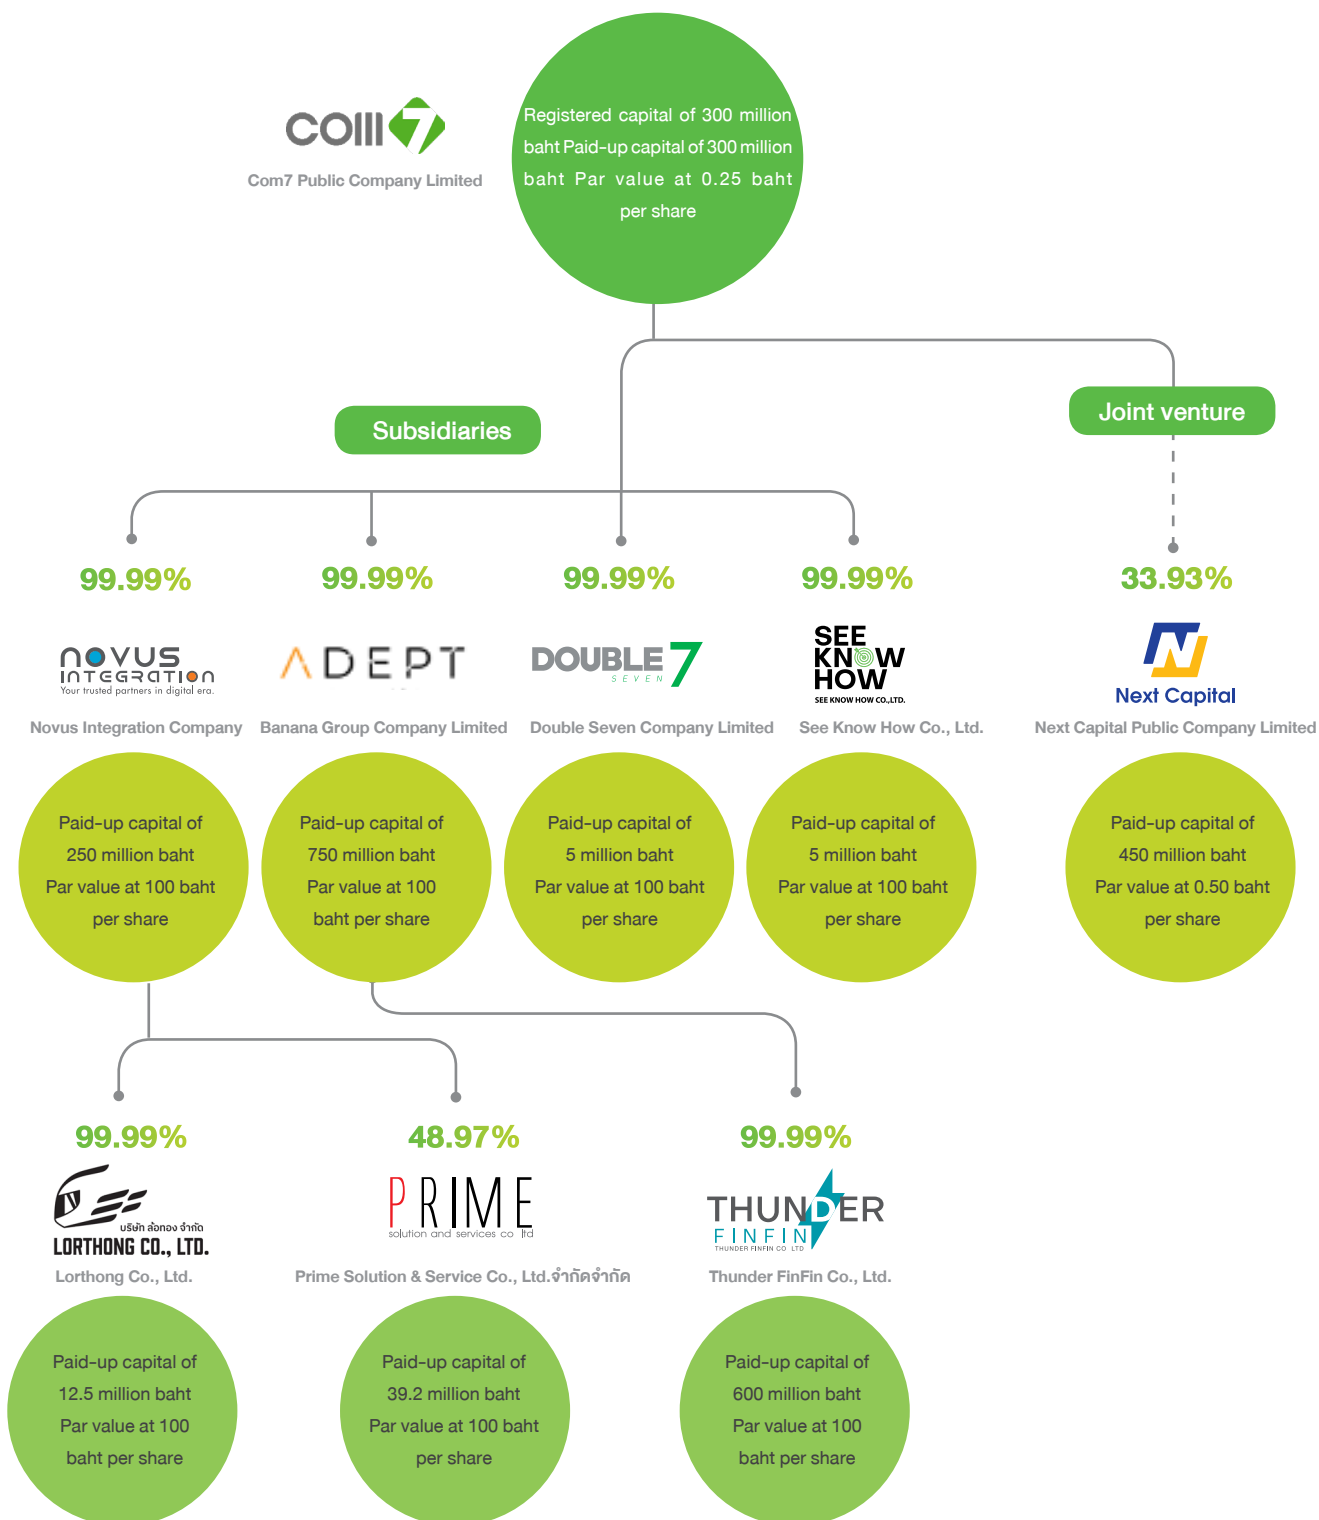 COM7
Com7 Public Company Limited
Registered capital of 300 million
baht Paid-up capital of 300 million
baht Par value at 0.25 baht
per share
Subsidiaries
Joint venture
99.99%
99.99%
99.99%
99.99%
33.93%
NOVUS
INTEGRATION
Your trusted partners in digital era.
ADEPT
DOUBLE 7
SEVEN
SEE
KNOW
HOW
SEE KNOW HOW CO.,LTD.
N
Next Capital
Novus Integration Company
Banana Group Company Limited
Double Seven Company Limited
See Know How Co., Ltd.
Next Capital Public Company Limited
Paid-up capital of
250 million baht
Par value at 100 baht
per share
Paid-up capital of
750 million baht
Par value at 100
baht per share
Paid-up capital of
5 million baht
Par value at 100 baht
per share
Paid-up capital of
5 million baht
Par value at 100 baht
per share
Paid-up capital of
450 million baht
Par value at 0.50 baht
per share
99.99%
48.97%
99.99%
บริษัท ล้อทอง จำกัด
LORTHONG CO., LTD.
PRIME
solution and services co ltd
THUNDER
FINFIN
THUNDER FINFIN CO LTD
Lorthong Co., Ltd.
Prime Solution & Service Co., Ltd.จำกัดจำกัด
Thunder FinFin Co., Ltd.
Paid-up capital of
12.5 million baht
Par value at 100
baht per share
Paid-up capital of
39.2 million baht
Par value at 100 baht
per share
Paid-up capital of
600 million baht
Par value at 100
baht per share